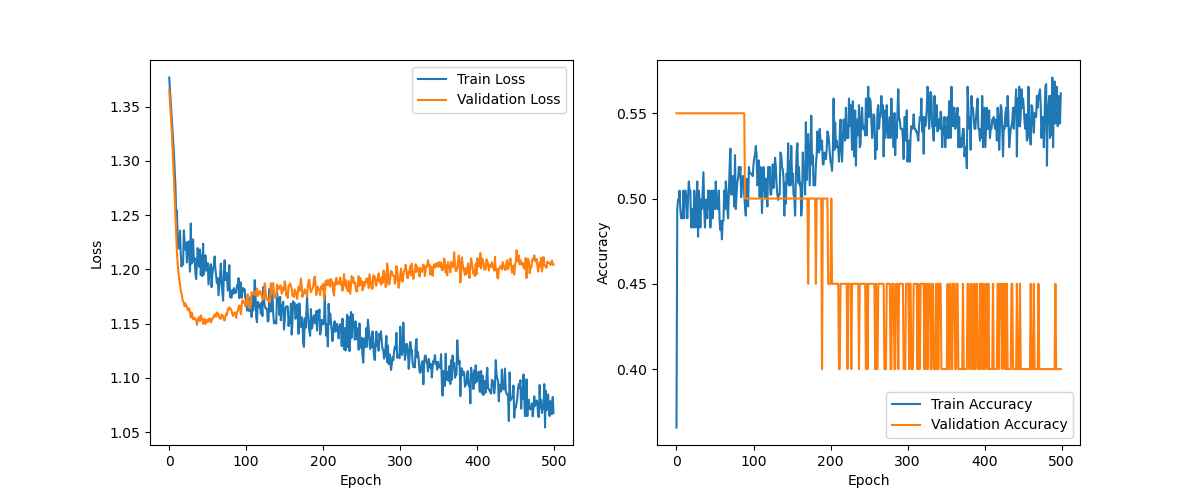 Train Loss
Validation Loss
1.35
1.30
1.25
1.20
1.15
1.10
1.05
Loss
0 100 200 300 400 500
Epoch
0.55
0.50
0.45
0.40
Accuracy
Train Accuracy
Validation Accuracy
0 100 200 300 400 500
Epoch